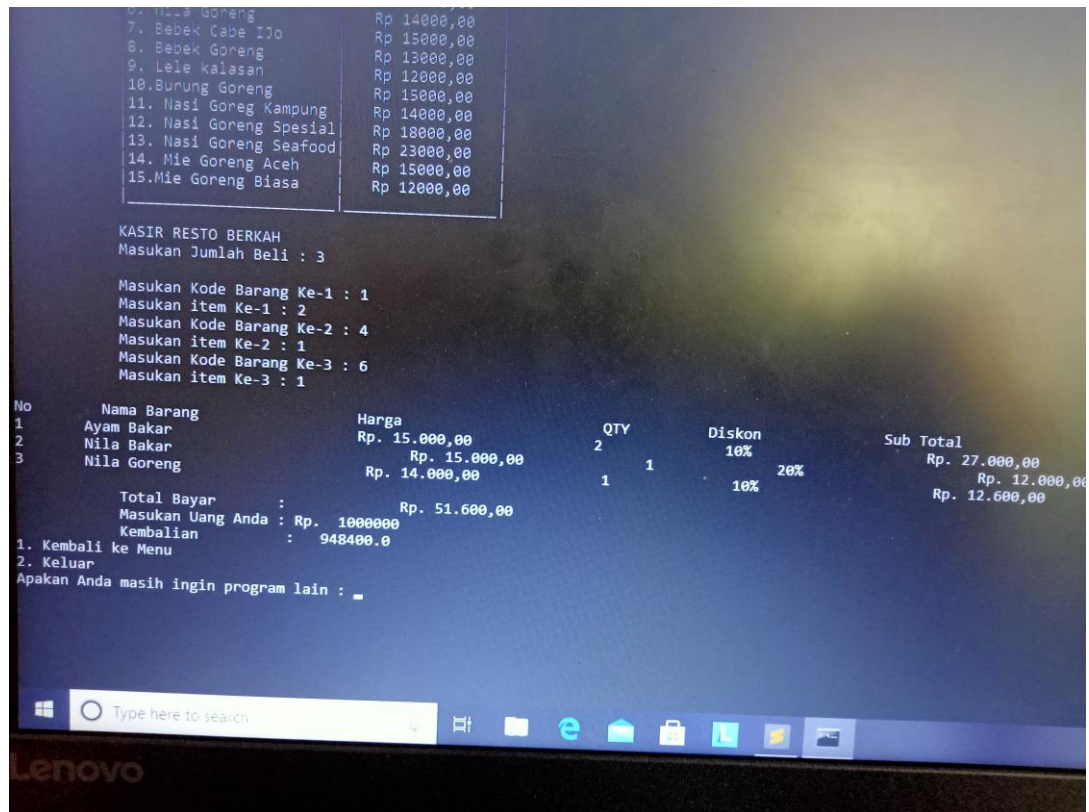 6. Nila Goreng Rp 14000,00
7. Bebek Cabe IJo Rp 15000,00
8. Bebek Goreng Rp 13000,00
9. Lele kalasan Rp 12000,00
10.Burung Goreng Rp 15000,00
11. Nasi Goreg Kampung Rp 14000,00
12. Nasi Goreng Spesial Rp 18000,00
13. Nasi Goreng Seafood Rp 23000,00
14. Mie Goreng Aceh Rp 15000,00
15.Mie Goreng Biasa Rp 12000,00
KASIR RESTO BERKAH
Masukan Jumlah Beli : 3
Masukan Kode Barang Ke-1 : 1
Masukan item Ke-1 : 2
Masukan Kode Barang Ke-2 : 4
Masukan item Ke-2 : 1
Masukan Kode Barang Ke-3 : 6
Masukan item Ke-3 : 1
No Nama Barang Harga QTY Diskon Sub Total
1 Ayam Bakar Rp. 15.000,00 2 10% Rp. 27.000,00
2 Nila Bakar Rp. 15.000,00 1 20% Rp. 12.000,00
3 Nila Goreng Rp. 14.000,00 1 10% Rp. 12.600,00
Total Bayar : Rp. 51.600,00
Masukan Uang Anda : Rp. 1000000
Kembalian : 948400.0
1. Kembali ke Menu
2. Keluar
Apakan Anda masih ingin program lain : _
Type here to search
Lenovo